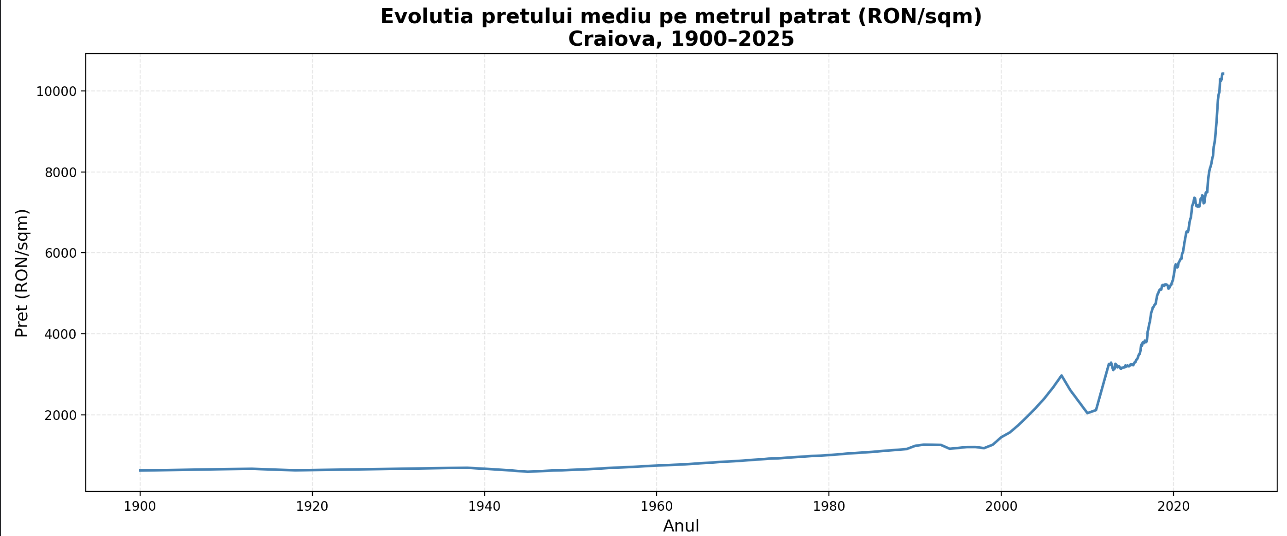 Evolutia pretului mediu pe metrul patrat (RON/sqm)
Craiova, 1900–2025
Pret (RON/sqm)
10000
8000
6000
4000
2000
1900 1920 1940 1960 1980 2000 2020
Anul